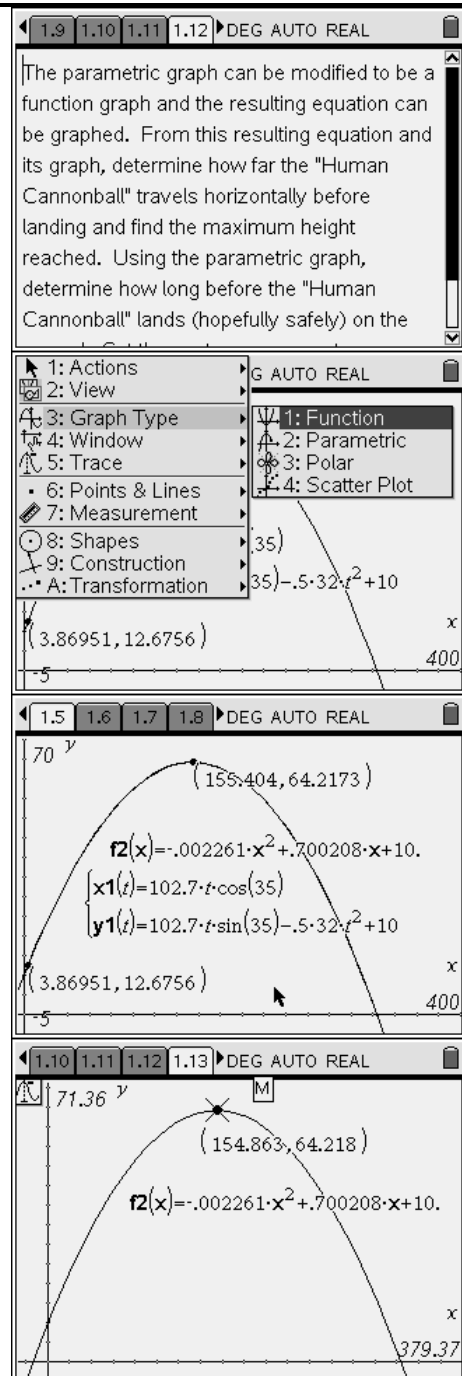 1.9 1.10 1.11 1.12 DEG AUTO REAL
The parametric graph can be modified to be a
function graph and the resulting equation can
be graphed. From this resulting equation and
its graph, determine how far the "Human
Cannonball" travels horizontally before
landing and find the maximum height
reached. Using the parametric graph,
determine how long before the "Human
Cannonball" lands (hopefully safely) on the
1: Actions
2: View
3: Graph Type
4: Window
5: Trace
6: Points & Lines
7: Measurement
8: Shapes
9: Construction
A: Transformation
G AUTO REAL
1: Function
2: Parametric
3: Polar
4: Scatter Plot
35)
35)-.5·32·t²+10
(3.86951,12.6756)
x
400
-5
1.5 1.6 1.7 1.8 DEG AUTO REAL
70 y
(155.404,64.2173)
f2(x)=-.002261·x²+.700208·x+10.
x1(t)=102.7·t·cos(35)
y1(t)=102.7·t·sin(35)-.5·32·t²+10
(3.86951,12.6756)
x
400
-5
1.10 1.11 1.12 1.13 DEG AUTO REAL
71.36 y
M
(154.863,64.218)
f2(x)=-.002261·x²+.700208·x+10.
x
379.37